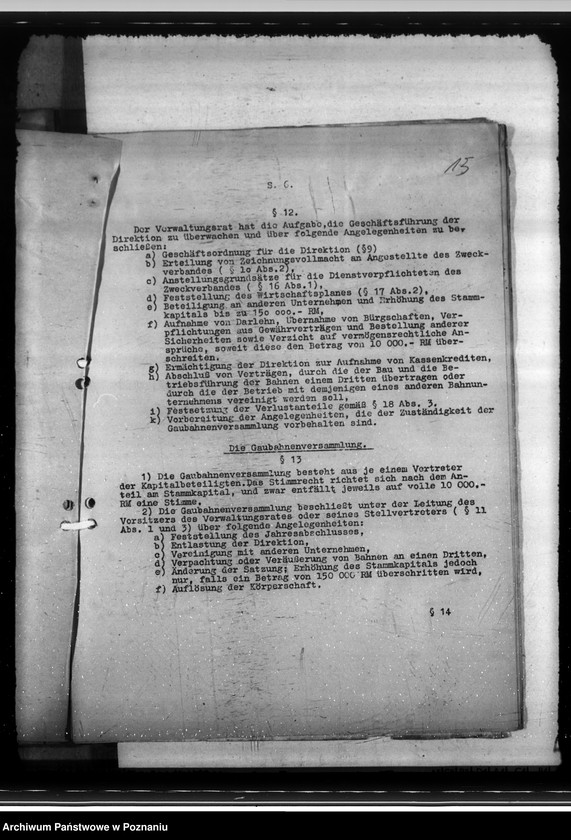 15
S. 6.
§ 12.
Der Verwaltungsrat hat die Aufgabe,die Geschäftsführung der
Direktion zu überwachen und über folgende Angelegenheiten zu be-
schließen:
a) Geschäftsordnung für die Direktion (§9)
b) Erteilung von Zeichnungsvollmacht an Angestellte des Zweck-
verbandes ( § 1o Abs.2),
c) Anstellungsgrundsätze für die Dienstverpflichteten des
Zweckverbandes ( § 16 Abs.1),
d) Feststellung des Wirtschaftsplanes (§ 17 Abs.2),
e) Beteiligung an anderen Unternehmen und Erhöhung des Stamm-
kapitals bis zu 15o ooo.- RM,
f) Aufnahme von Darlehn, Übernahme von Bürgschaften, Ver-
pflichtungen aus Gewährverträgen und Bestellung anderer
Sicherheiten sowie Verzicht auf vermögensrechtliche An-
sprüche, soweit diese den Betrag von 10 000.- RM über-
schreiten.
g) Ermächtigung der Direktion zur Aufnahme von Kassenkrediten,
h) Abschluß von Verträgen, durch die der Bau und die Be-
triebsführung der Bahnen einem Dritten übertragen oder
durch die der Betrieb mit demjenigen eines anderen Bahnun-
ternehmens vereinigt werden soll,
i) Festsetzung der Verlustanteile gemäß § 18 Abs. 3,
k) Vorbereitung der Angelegenheiten, die der Zuständigkeit der
Gaubahnenversammlung vorbehalten sind.
Die Gaubahnenversammlung.
§ 13
1) Die Gaubahnenversammlung besteht aus je einem Vertreter
der Kapitalbeteiligten.Das Stimmrecht richtet sich nach dem An-
teil am Stammkapital, und zwar entfällt jeweils auf volle 10 000.-
RM eine Stimme.
2) Die Gaubahnenversammlung beschließt unter der Leitung des
Vorsitzers des Verwaltungsrates oder seines Stellvertreters ( § 11
Abs. 1 und 3) über folgende Angelegenheiten:
a) Feststellung des Jahresabschlusses,
b) Entlastung der Direktion,
c) Vereinigung mit anderen Unternehmen,
d) Verpachtung oder Veräußerung von Bahnen an einen Dritten,
e) Änderung der Satzung; Erhöhung des Stammkapitals jedoch
nur, falls ein Betrag von 150 000 RM überschritten wird,
f) Auflösung der Körperschaft.
§ 14
Archiwum Państwowe w Poznaniu